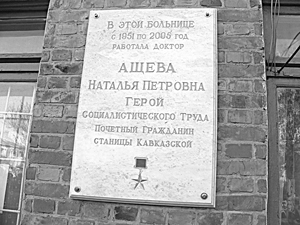 В ЭТОЙ БОЛЬНИЦЕ
С 1951 ПО 2005 ГОД
РАБОТАЛА ДОКТОР
АЩЕВА
НАТАЛЬЯ ПЕТРОВНА
ГЕРОЙ
СОЦИАЛИСТИЧЕСКОГО ТРУДА
ПОЧЕТНЫЙ ГРАЖДАНИН
СТАНИЦЫ КАВКАЗСКОЙ